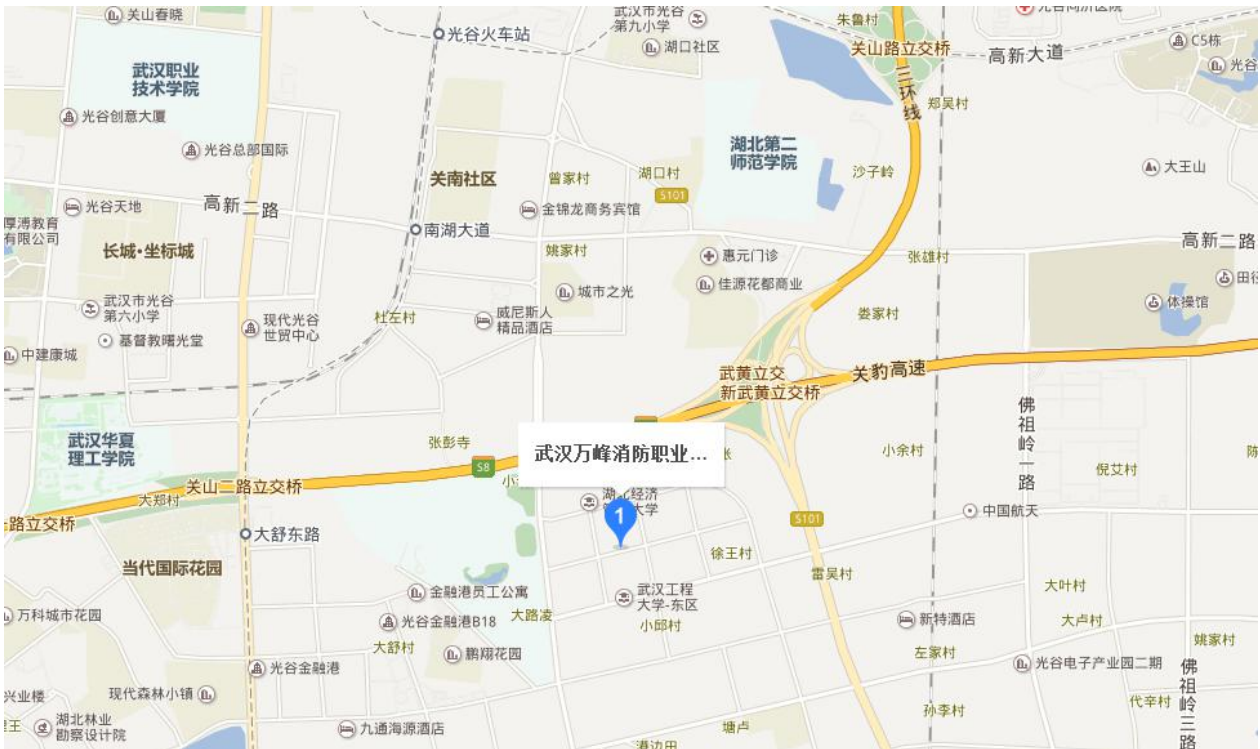 关山春晓
光谷火车站
武汉市光谷
第九小学
湖口社区
朱鲁村
关山路立交桥
高新大道
C5栋
光谷
武汉职业
技术学院
三环线
郑吴村
光谷创意大厦
光谷总部国际
湖北第二
师范学院
关南社区
曾家村
湖口村
沙子岭
大王山
S101
光谷天地
高新二路
金锦龙商务宾馆
厚溥教育
有限公司
南湖大道
长城·坐标城
姚家村
惠元门诊
张雄村
高新二路
城市之光
佳源花都商业
田径
体操馆
武汉市光谷
第六小学
现代光谷
世贸中心
杜左村
威尼斯人
精品酒店
娄家村
基督教曙光堂
中建康城
武黄立交
新武黄立交桥
关豹高速
佛祖岭一路
武汉华夏
理工学院
张彭寺
武汉万峰消防职业...
小余村
倪艾村
S8
关山二路立交桥
大郑村
路立交桥
1
S101
中国航天
大舒东路
徐王村
雷吴村
当代国际花园
金融港员工公寓
武汉工程
大学-东区
大叶村
万科城市花园
光谷金融港B18
大路凌
小邱村
新特酒店
大卢村
姚家村
大舒村
鹏翔花园
左家村
光谷金融港
光谷电子产业园二期
佛祖岭三路
兴业楼
现代森林小镇
代辛村
孙李村
湖北林业
勘察设计院
九通海源酒店
塘卢